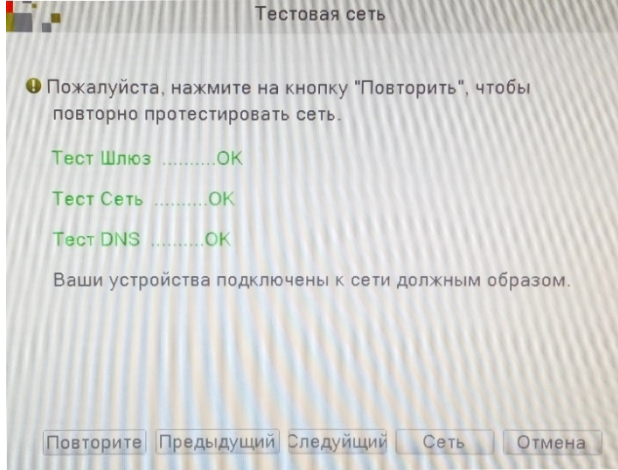 Тестовая сеть
Пожалуйста, нажмите на кнопку "Повторить", чтобы
повторно протестировать сеть.
Тест Шлюз ..........OK
Тест Сеть ..........OK
Тест DNS ..........OK
Ваши устройства подключены к сети должным образом.
Повторите Предыдущий Следуйщий Сеть Отмена